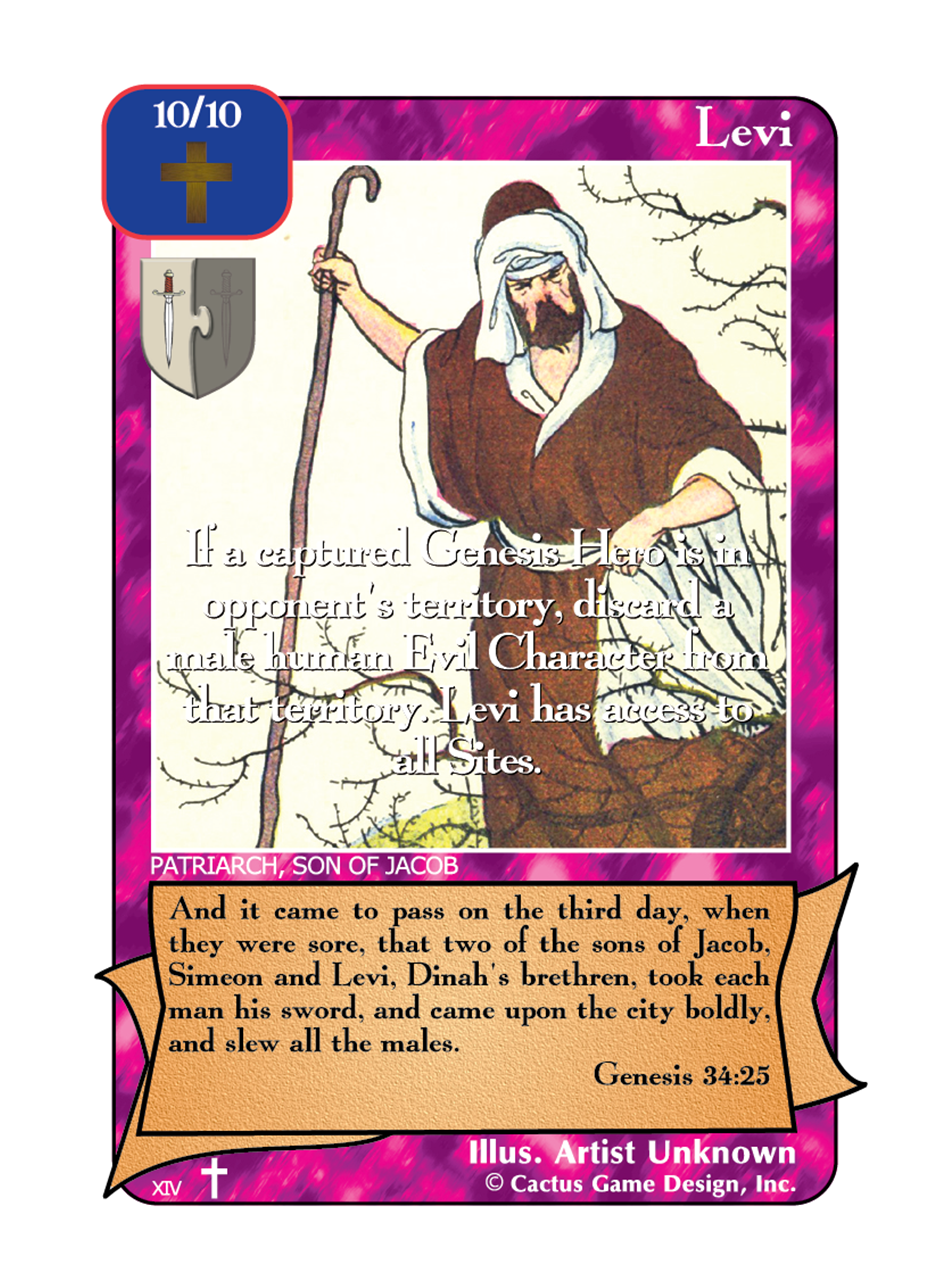 10/10
Levi
If a captured Genesis Hero is in
opponent's territory, discard a
male human Evil Character from
that territory. Levi has access to
all Sites.
PATRIARCH, SON OF JACOB
And it came to pass on the third day, when
they were sore, that two of the sons of Jacob,
Simeon and Levi, Dinah's brethren, took each
man his sword, and came upon the city boldly,
and slew all the males.
Genesis 34:25
Illus. Artist Unknown
XIV
© Cactus Game Design, Inc.